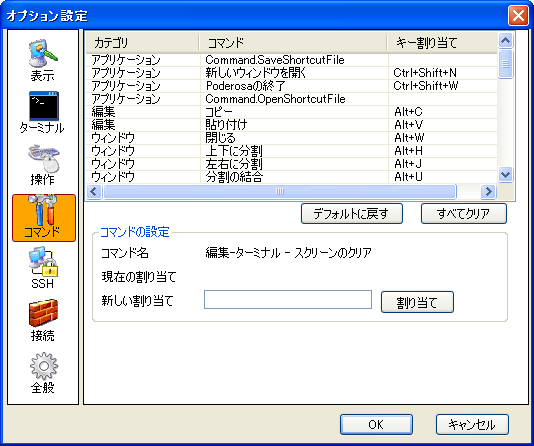 オプション設定
表示
ターミナル
操作
コマンド
SSH
接続
全般
カテゴリ コマンド キー割り当て
アプリケーション Command.SaveShortcutFile
アプリケーション 新しいウィンドウを開く Ctrl+Shift+N
アプリケーション Poderosaの終了 Ctrl+Shift+W
アプリケーション Command.OpenShortcutFile
編集 コピー Alt+C
編集 貼り付け Alt+V
ウィンドウ 閉じる Alt+W
ウィンドウ 上下に分割 Alt+H
ウィンドウ 左右に分割 Alt+J
ウィンドウ 分割の結合 Alt+U
デフォルトに戻す すべてクリア
コマンドの設定
コマンド名 編集-ターミナル - スクリーンのクリア
現在の割り当て
新しい割り当て 割り当て
OK キャンセル